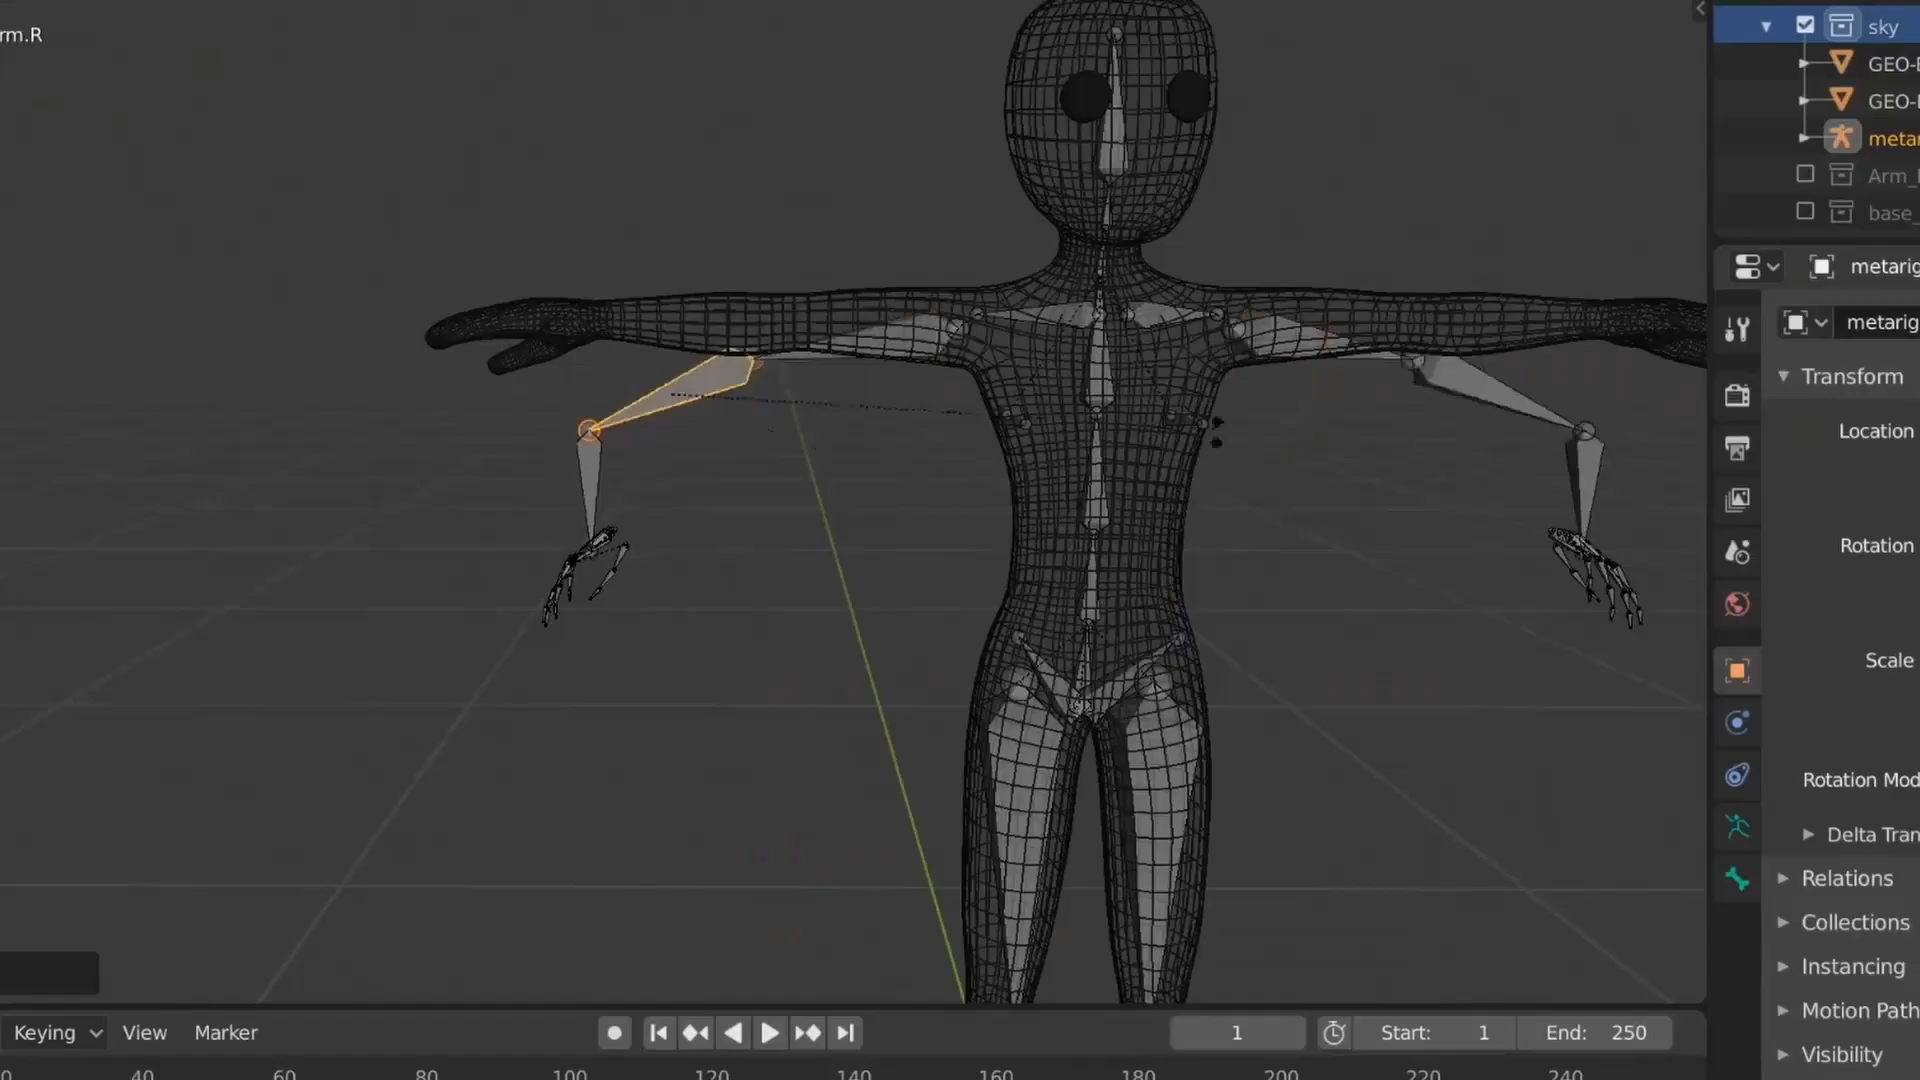 rm.R
sky
GEO-
GEO-
metar
Arm_
base_
metarig
metarig
Transform
Location
Rotation
Scale
Rotation Mod
Delta Tran
Relations
Collections
Instancing
Motion Path
Visibility
Keying View Marker
1
Start: 1
End: 250
0 40 60 80 100 120 140 160 180 200 220 240